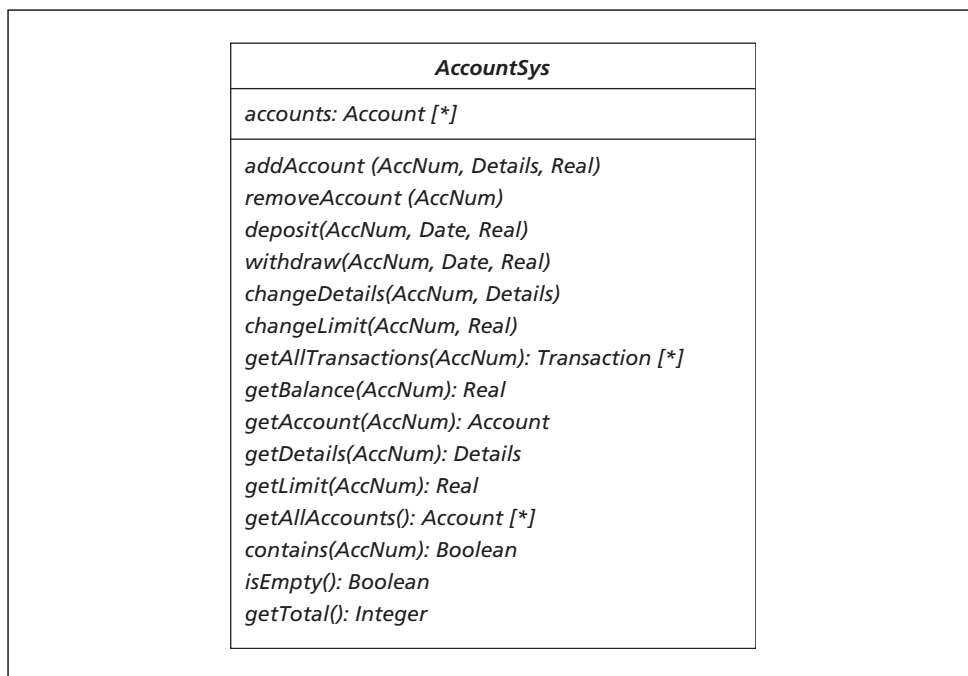 AccountSys
accounts: Account [*]
addAccount (AccNum, Details, Real)
removeAccount (AccNum)
deposit(AccNum, Date, Real)
withdraw(AccNum, Date, Real)
changeDetails(AccNum, Details)
changeLimit(AccNum, Real)
getAllTransactions(AccNum): Transaction [*]
getBalance(AccNum): Real
getAccount(AccNum): Account
getDetails(AccNum): Details
getLimit(AccNum): Real
getAllAccounts(): Account [*]
contains(AccNum): Boolean
isEmpty(): Boolean
getTotal(): Integer